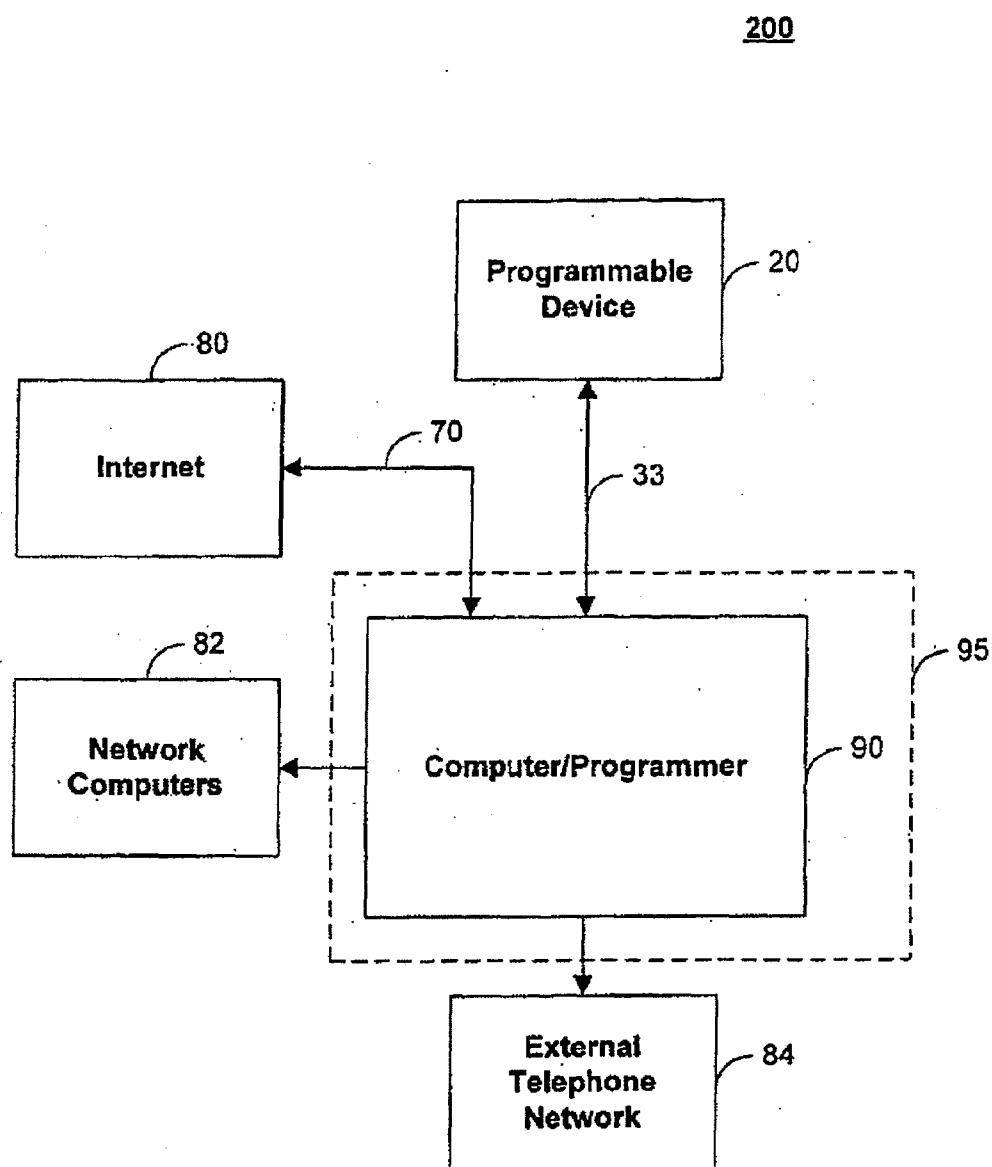 200
Programmable
Device
20
80
Internet
70
33
82
Network
Computers
95
Computer/Programmer
90
External
Telephone
Network
84